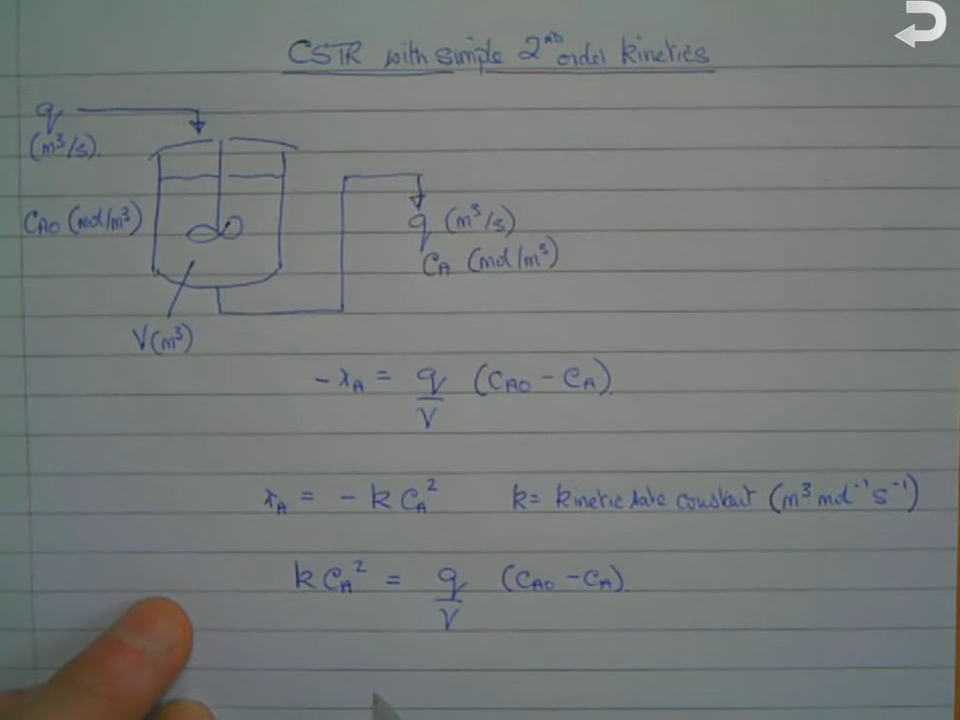 CSTR with simple 2ND order kinetics
q
(m³/s).
CA0 (mol/m³)
q (m³/s)
CA (mol/m³)
V(m³)
-rA = q/V (CA0 - CA).
rA = - k CA² k = kinetic rate constant (m³ mol⁻¹ s⁻¹)
k CA² = q/V (CA0 - CA).